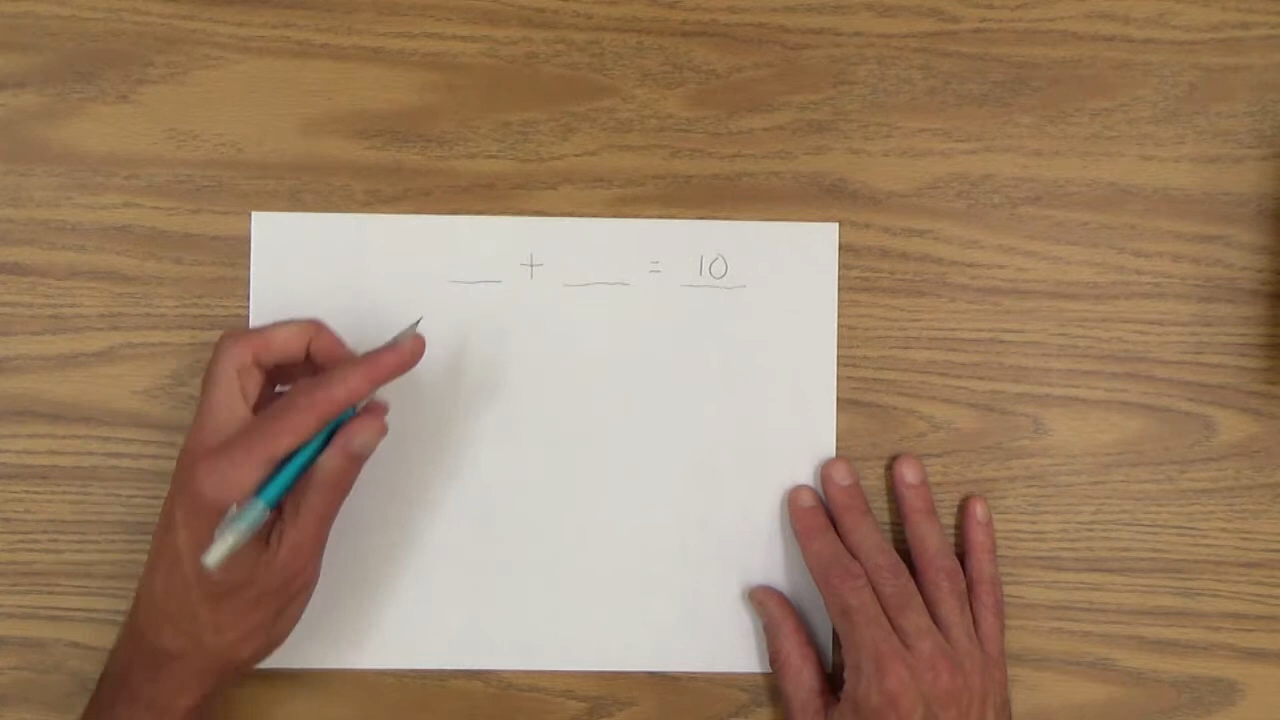 ___ + ___ = 10